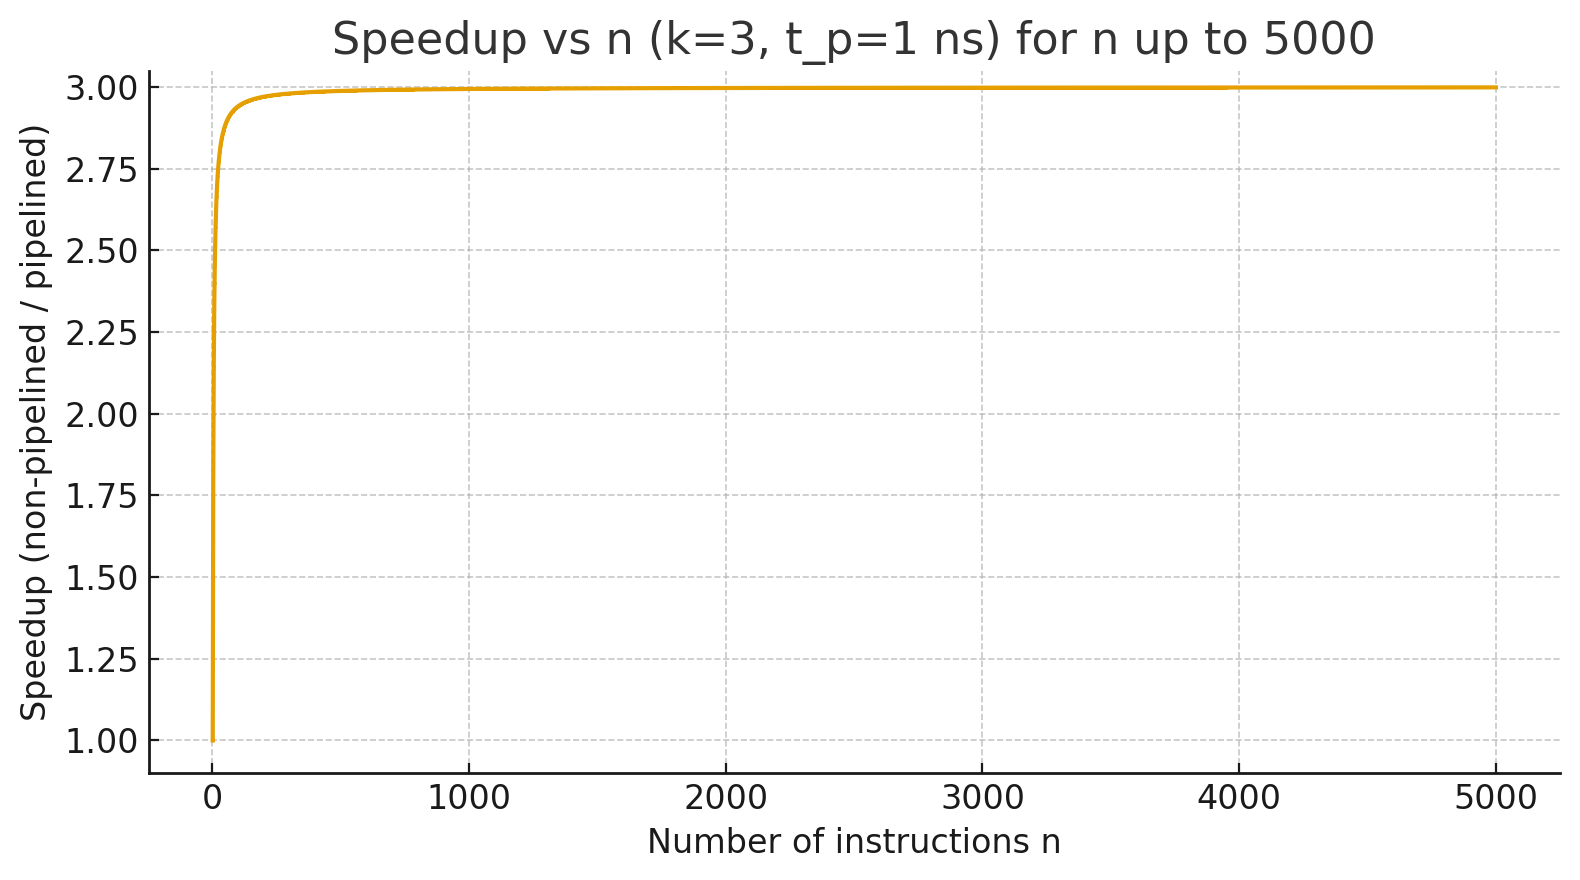 Speedup vs n (k=3, t_p=1 ns) for n up to 5000
Speedup (non-pipelined / pipelined)
3.00
2.75
2.50
2.25
2.00
1.75
1.50
1.25
1.00
0 1000 2000 3000 4000 5000
Number of instructions n